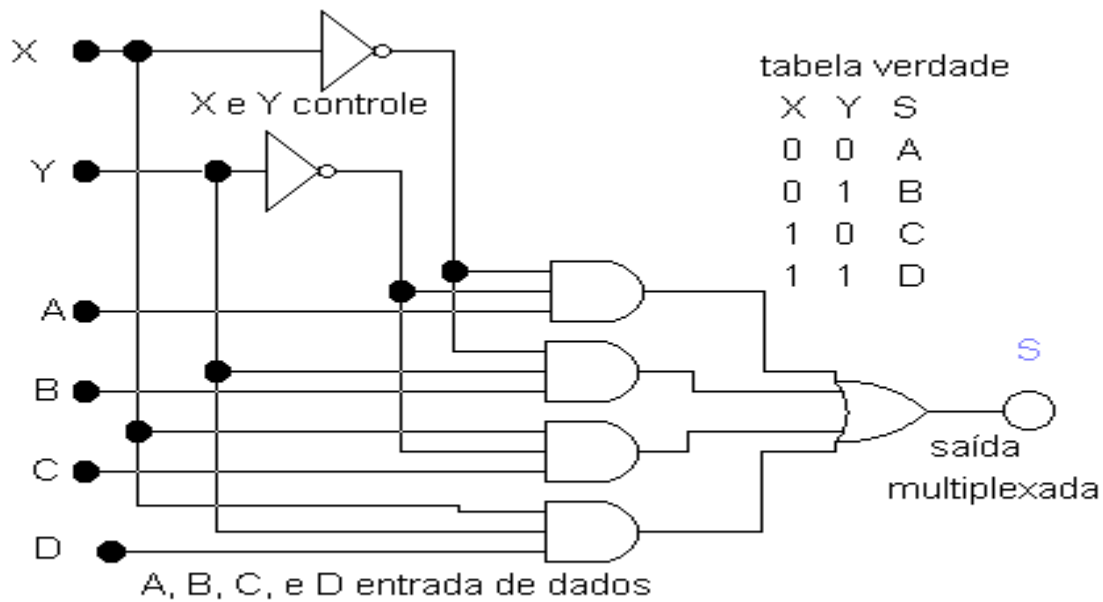 X
X e Y controle
Y
A
B
C
D
A, B, C, e D entrada de dados
tabela verdade
X Y S
0 0 A
0 1 B
1 0 C
1 1 D
S
saída
multiplexada